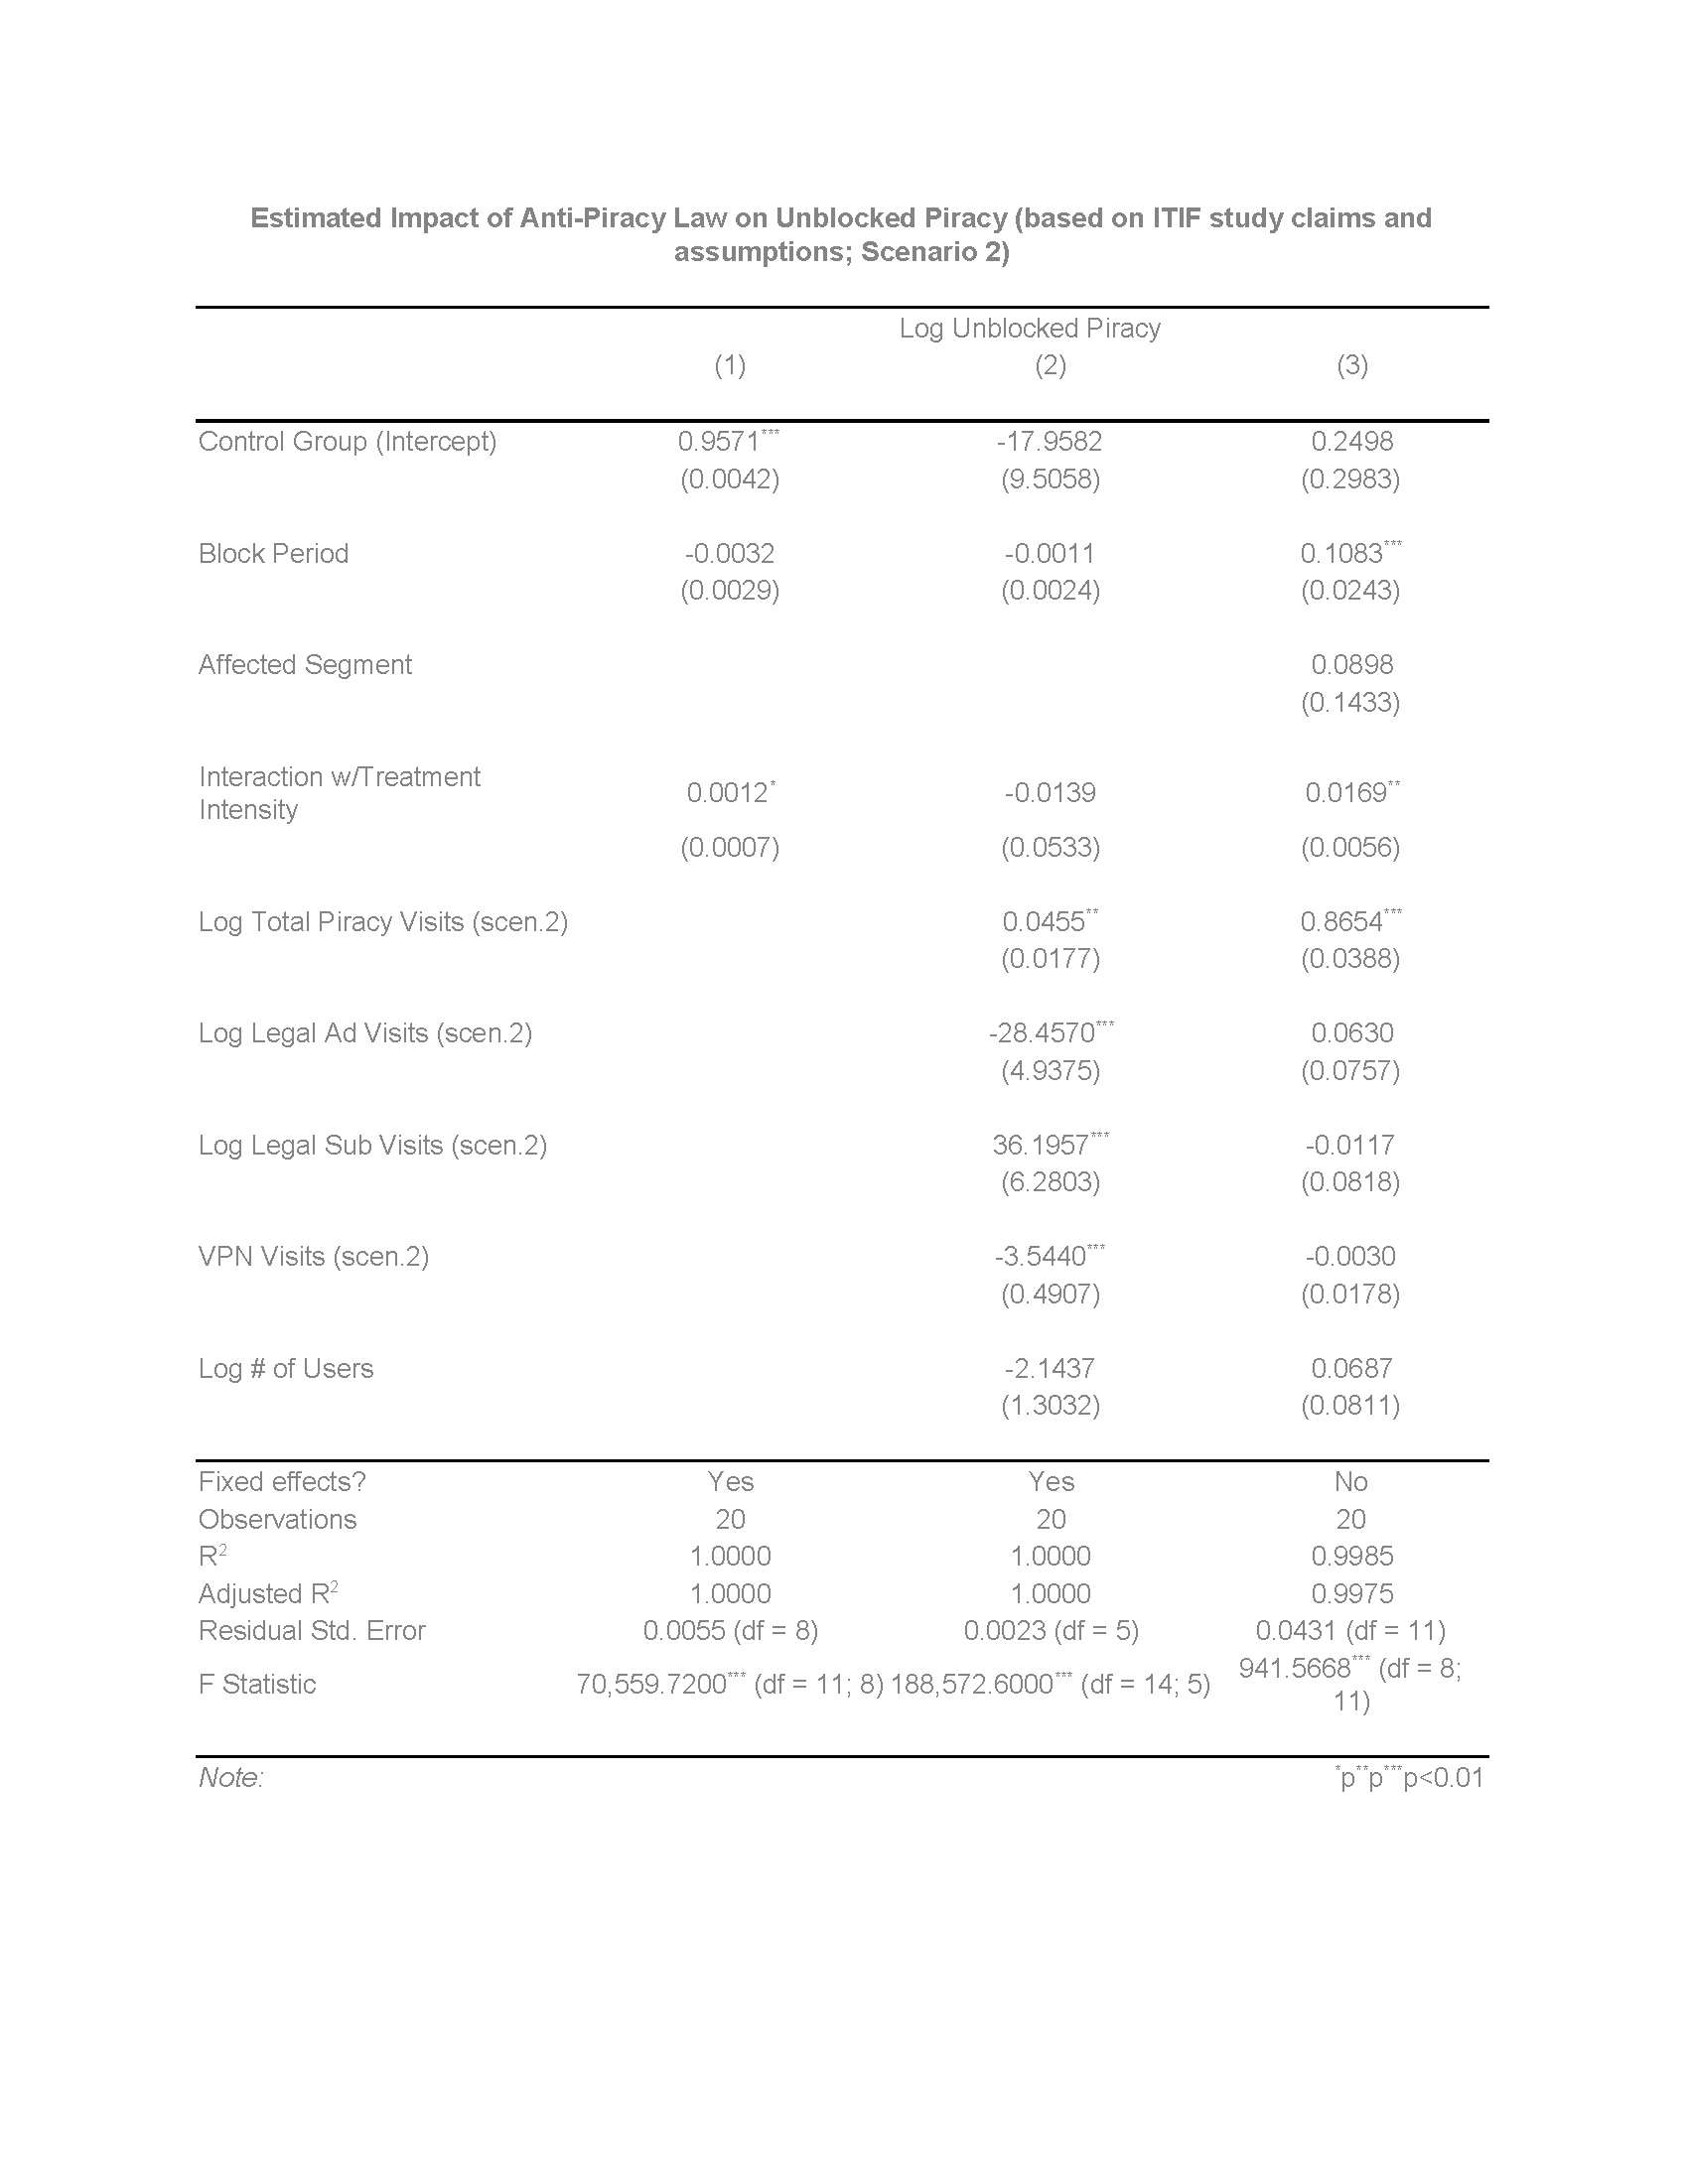 Estimated Impact of Anti-Piracy Law on Unblocked Piracy (based on ITIF study claims and
assumptions; Scenario 2)
Log Unblocked Piracy
(1) (2) (3)
Control Group (Intercept) 0.9571*** -17.9582 0.2498
(0.0042) (9.5058) (0.2983)
Block Period -0.0032 -0.0011 0.1083***
(0.0029) (0.0024) (0.0243)
Affected Segment 0.0898
(0.1433)
Interaction w/Treatment
Intensity 0.0012* -0.0139 0.0169**
(0.0007) (0.0533) (0.0056)
Log Total Piracy Visits (scen.2) 0.0455** 0.8654***
(0.0177) (0.0388)
Log Legal Ad Visits (scen.2) -28.4570*** 0.0630
(4.9375) (0.0757)
Log Legal Sub Visits (scen.2) 36.1957*** -0.0117
(6.2803) (0.0818)
VPN Visits (scen.2) -3.5440*** -0.0030
(0.4907) (0.0178)
Log # of Users -2.1437 0.0687
(1.3032) (0.0811)
Fixed effects? Yes Yes No
Observations 20 20 20
R2 1.0000 1.0000 0.9985
Adjusted R2 1.0000 1.0000 0.9975
Residual Std. Error 0.0055 (df = 8) 0.0023 (df = 5) 0.0431 (df = 11)
F Statistic 70,559.7200*** (df = 11; 8) 188,572.6000*** (df = 14; 5) 941.5668*** (df = 8;
11)
Note: *p**p***p<0.01